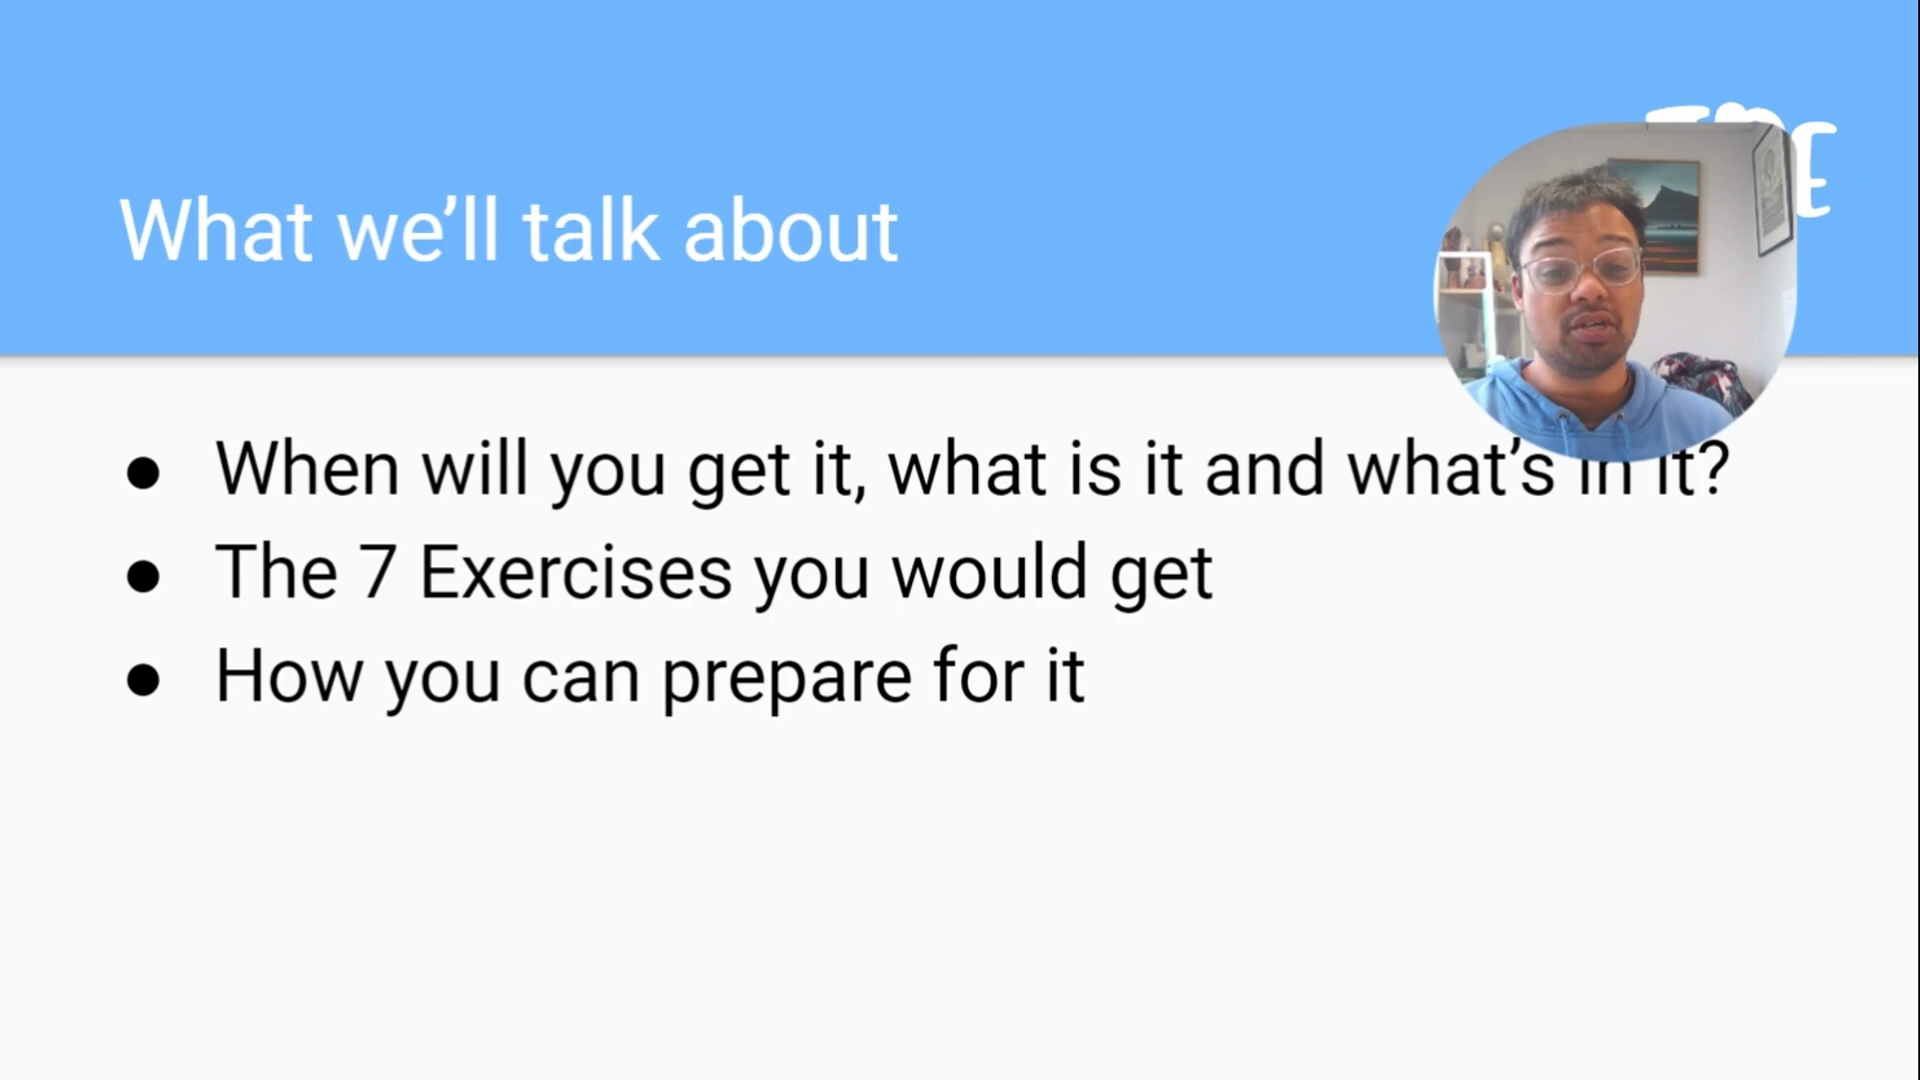 What we’ll talk about
When will you get it, what is it and what’s in it?
The 7 Exercises you would get
How you can prepare for it